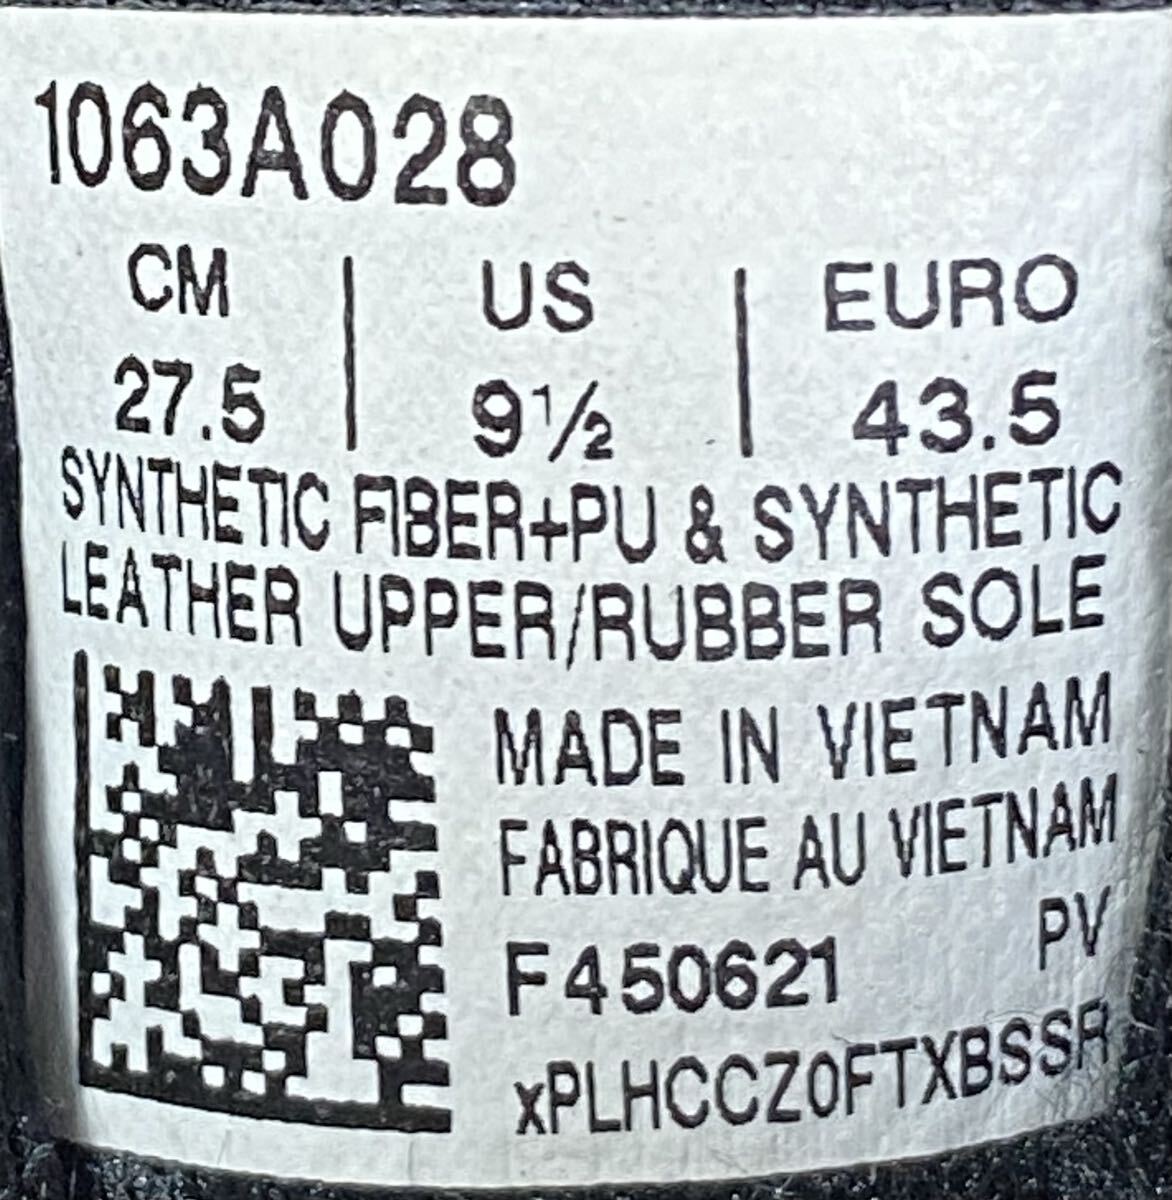 1063A028
CM | US | EURO
27.5 | 9½ | 43.5
SYNTHETIC FIBER+PU & SYNTHETIC
LEATHER UPPER/RUBBER SOLE
MADE IN VIETNAM
FABRIQUE AU VIETNAM
PV
F450621
xPLHCCZ0FTXBSSR